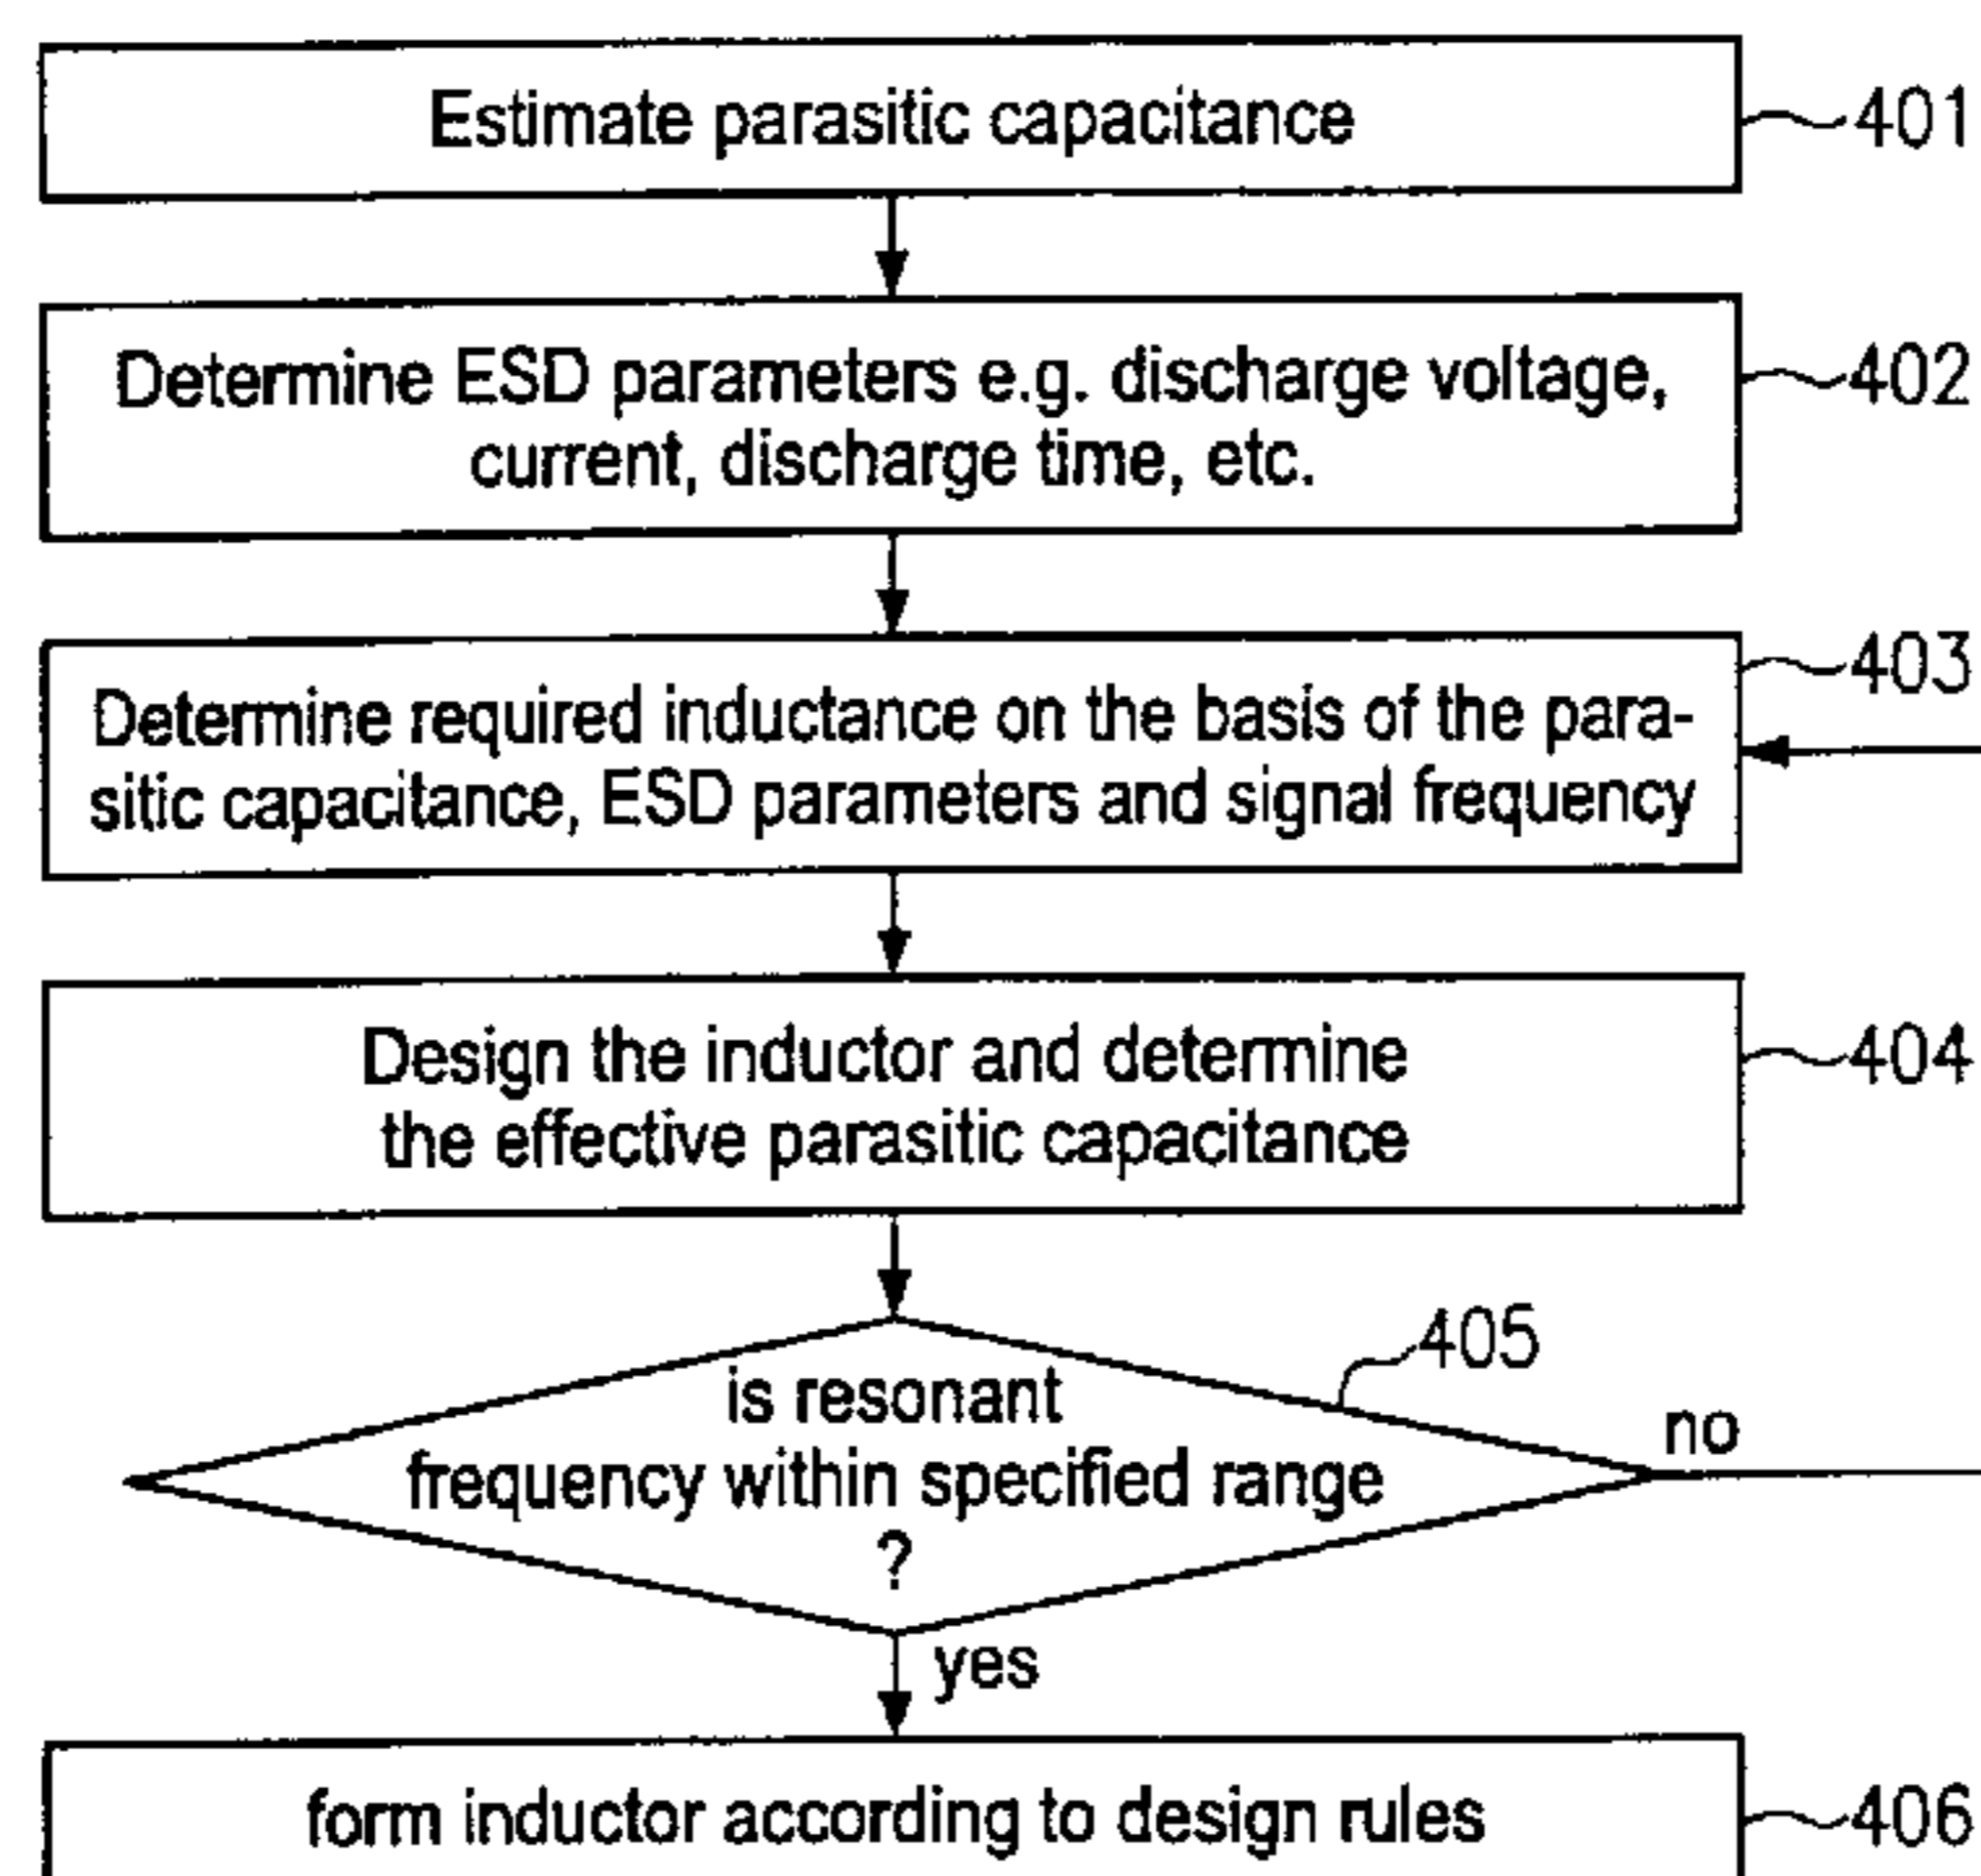 Estimate parasitic capacitance
401
Determine ESD parameters e.g. discharge voltage,
current, discharge time, etc.
402
403
Determine required inductance on the basis of the para-
sitic capacitance, ESD parameters and signal frequency
Design the inductor and determine
the effective parasitic capacitance
404
405
is resonant
frequency within specified range
?
no
yes
form inductor according to design rules
406